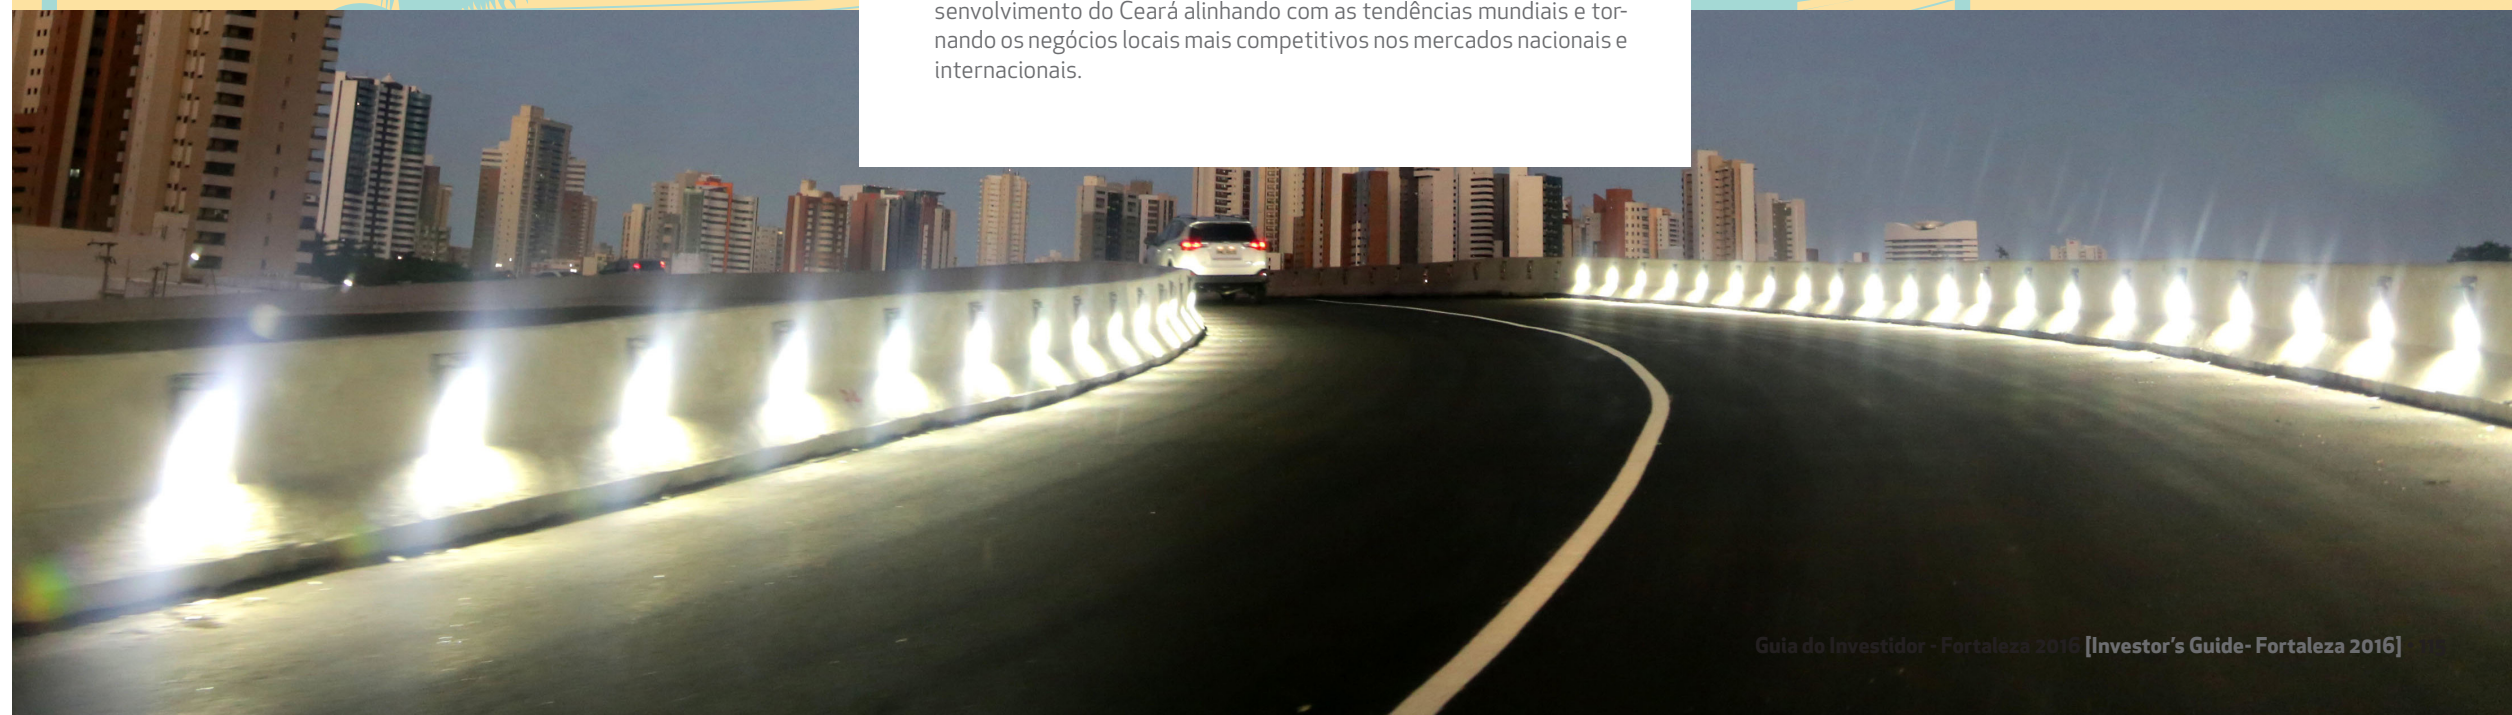 senvolvimento do Ceará alinhando com as tendências mundiais e tor-
nando os negócios locais mais competitivos nos mercados nacionais e
internacionais.
Guia do Investidor - Fortaleza 2016 [Investor's Guide- Fortaleza 2016]